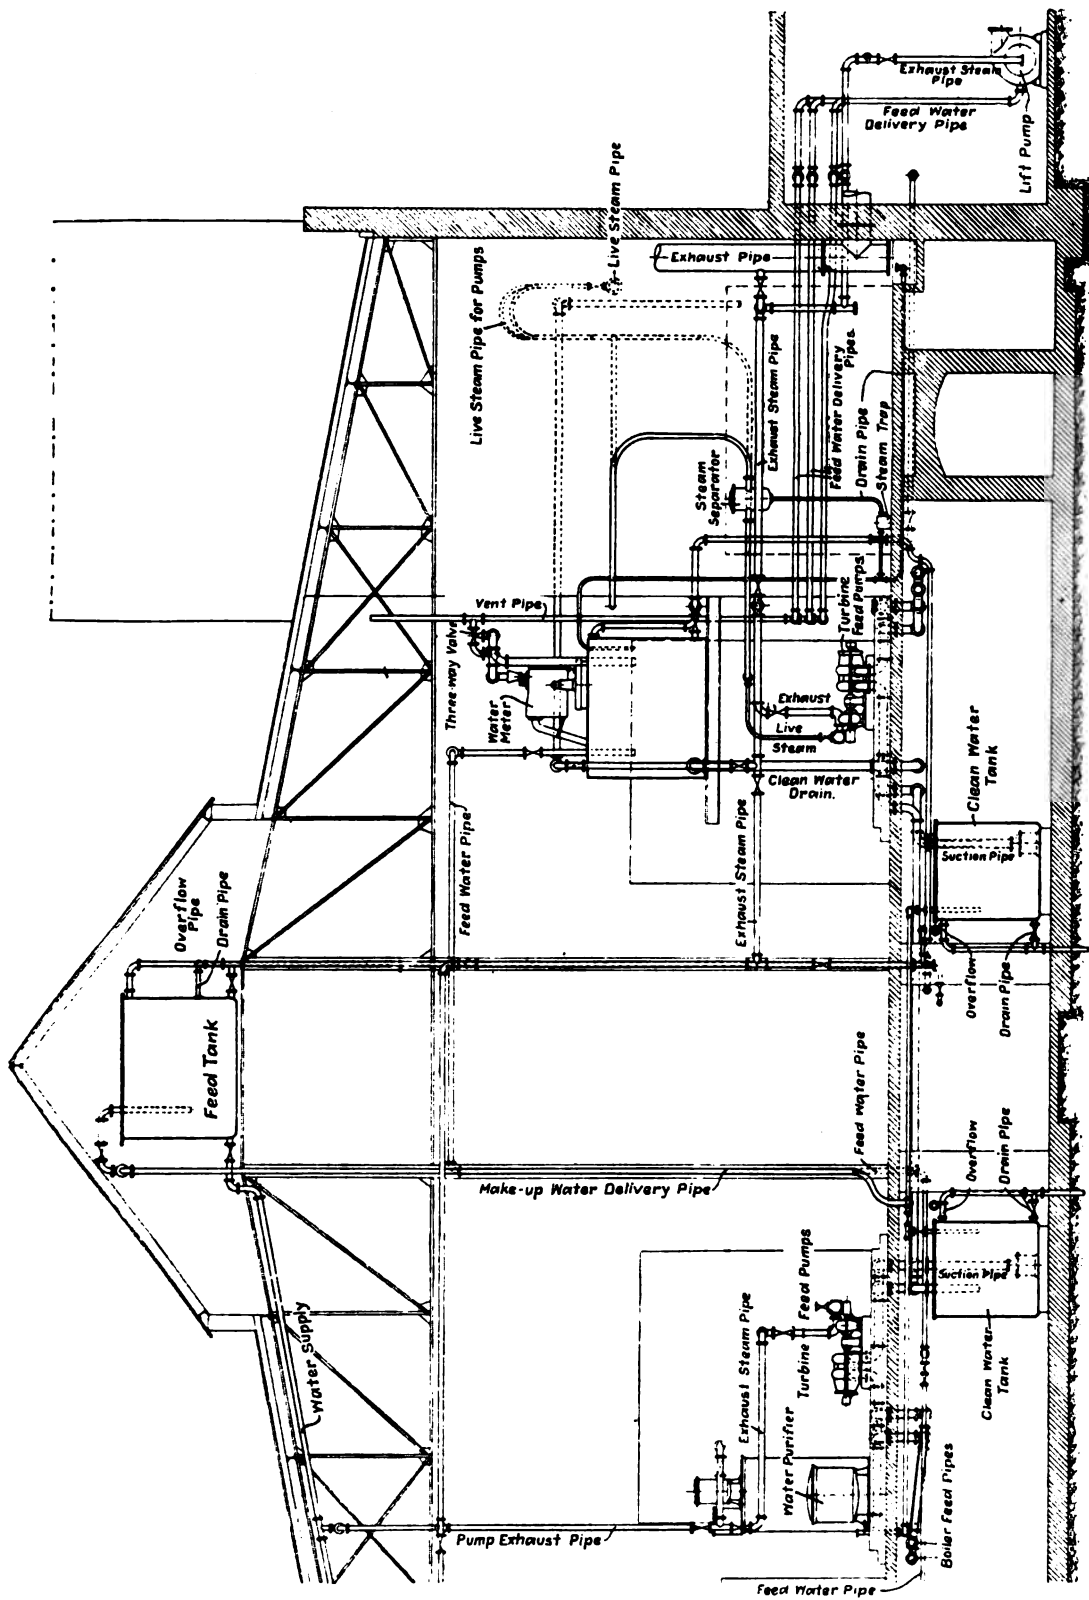 Exhaust Steam
Pipe
Feed Water
Delivery Pipe
Lift Pump
Live Steam Pipe
Live Steam Pipe for Pumps
Exhaust Pipe
Exhaust Steam Pipe
Feed Water Delivery
Pipes
Drain Pipe
Steam Trap
Steam
Separator
Vent Pipe
Three-way Valve
Water
Meter
Turbine
Feed Pumps
Exhaust
Live
Steam
Clean Water
Drain.
Clean Water
Tank
Suction Pipe
Feed Water Pipe
Exhaust Steam Pipe
Overflow
Pipe
Drain Pipe
Feed Tank
Overflow
Drain Pipe
Feed Water Pipe
Make-up Water Delivery Pipe
Overflow
Drain Pipe
Suction Pipe
Clean Water
Tank
Water Supply
Turbine Feed Pumps
Exhaust Steam Pipe
Water Purifier
Pump Exhaust Pipe
Boiler Feed Pipes
Feed Water Pipe